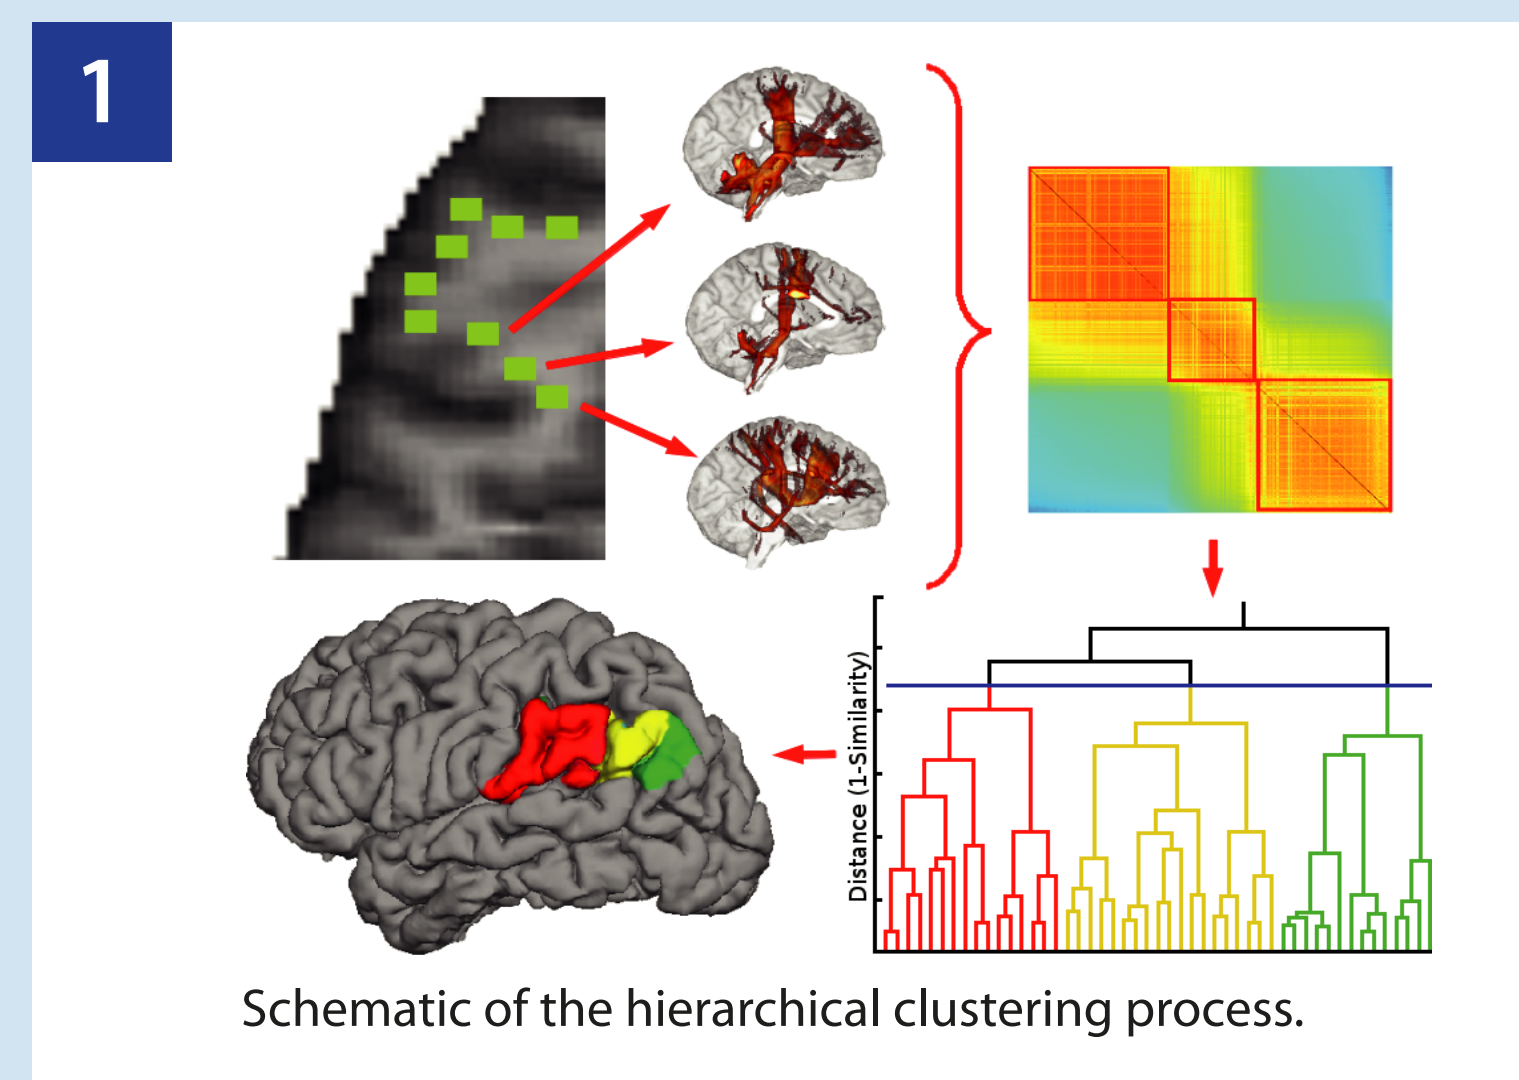 1
Distance (1-Similarity)
Schematic of the hierarchical clustering process.